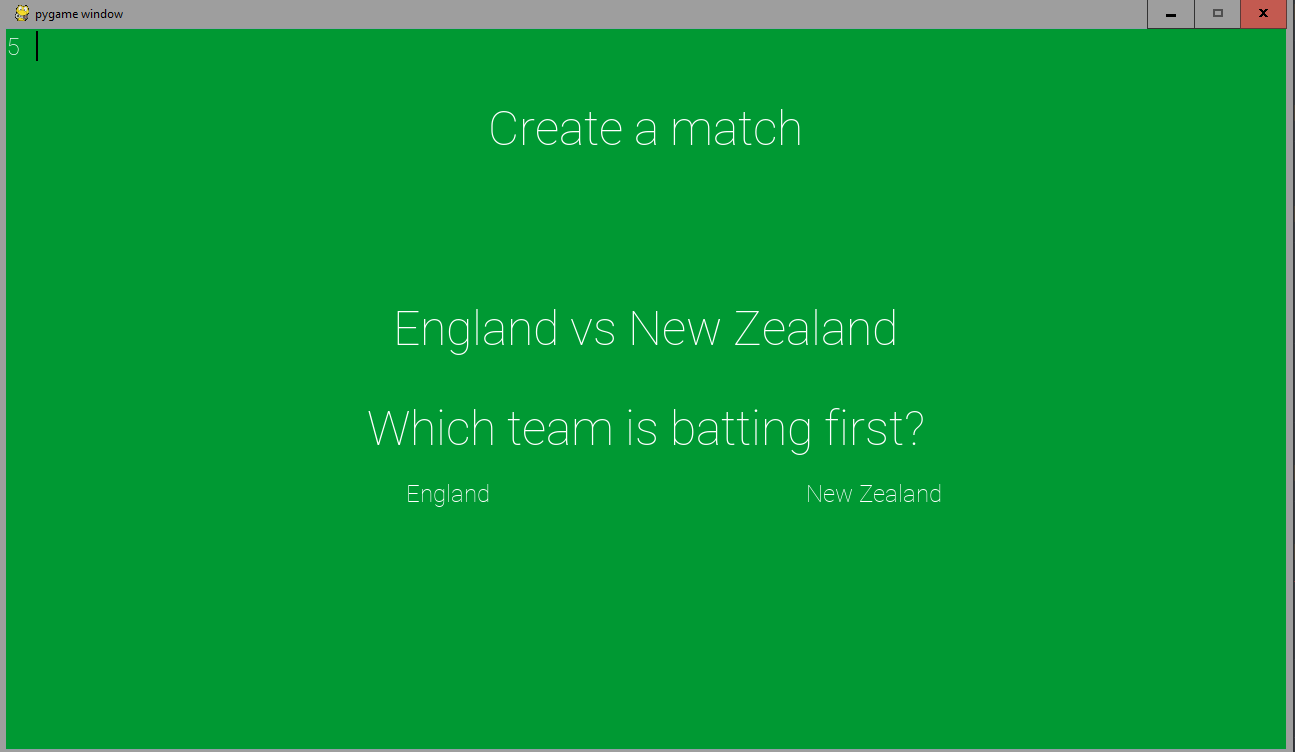 pygame window
5
Create a match
England vs New Zealand
Which team is batting first?
England New Zealand